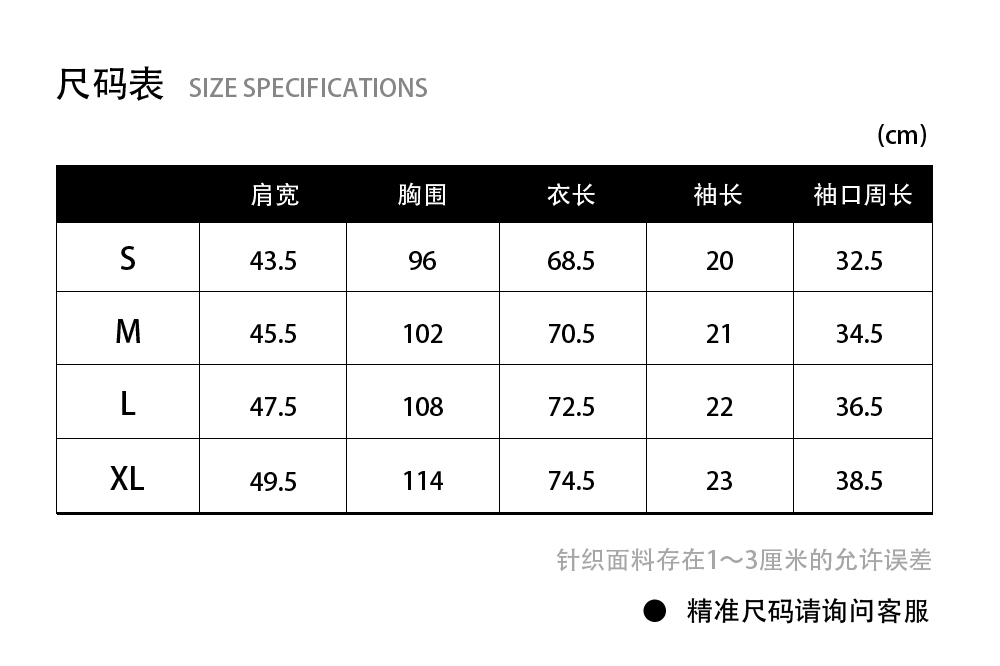 尺码表 SIZE SPECIFICATIONS
(cm)
肩宽 胸围 衣长 袖长 袖口周长
S 43.5 96 68.5 20 32.5
M 45.5 102 70.5 21 34.5
L 47.5 108 72.5 22 36.5
XL 49.5 114 74.5 23 38.5
针织面料存在1～3厘米的允许误差
● 精准尺码请询问客服